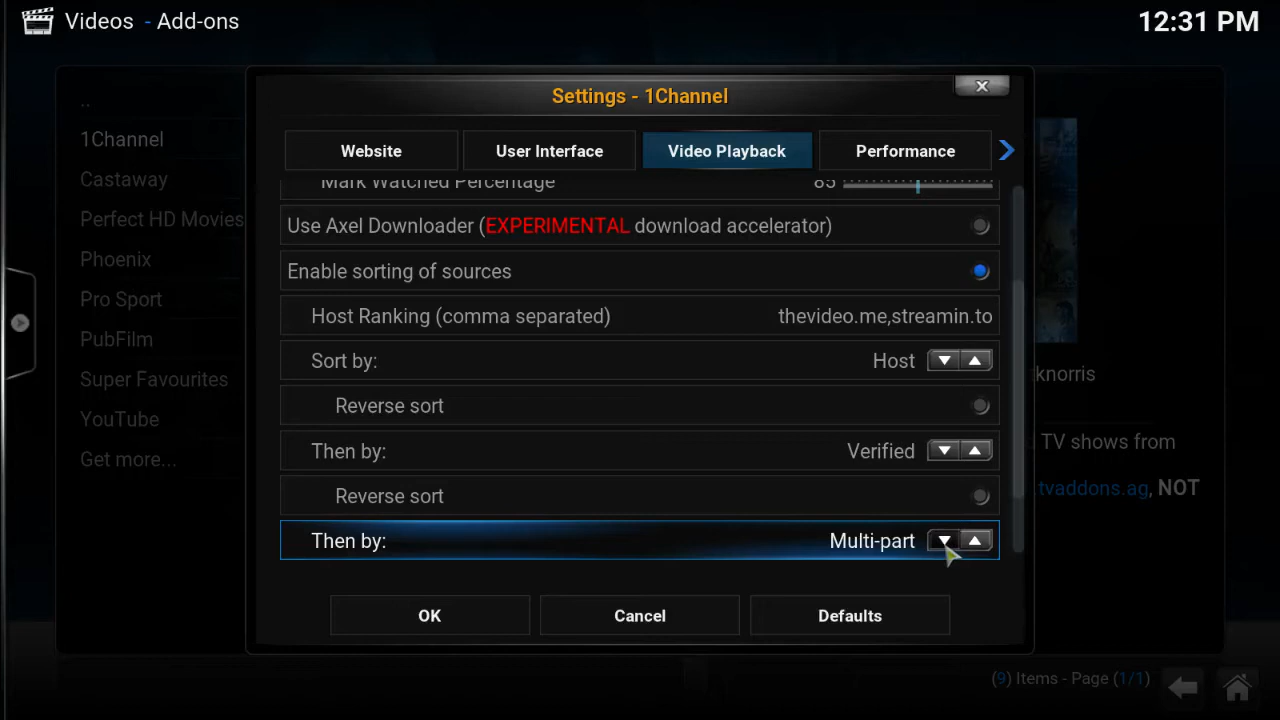 Videos - Add-ons
12:31 PM
Settings - 1Channel
Website
User Interface
Video Playback
Performance
..
1Channel
Castaway
Perfect HD Movies
Phoenix
Pro Sport
PubFilm
Super Favourites
YouTube
Get more...
Mark Watched Percentage 85
Use Axel Downloader (EXPERIMENTAL download accelerator)
Enable sorting of sources
Host Ranking (comma separated) thevideo.me,streamin.to
Sort by: Host
Reverse sort
Then by: Verified
Reverse sort
Then by: Multi-part
OK
Cancel
Defaults
knorris
TV shows from
.tvaddons.ag, NOT
(9) Items - Page (1/1)